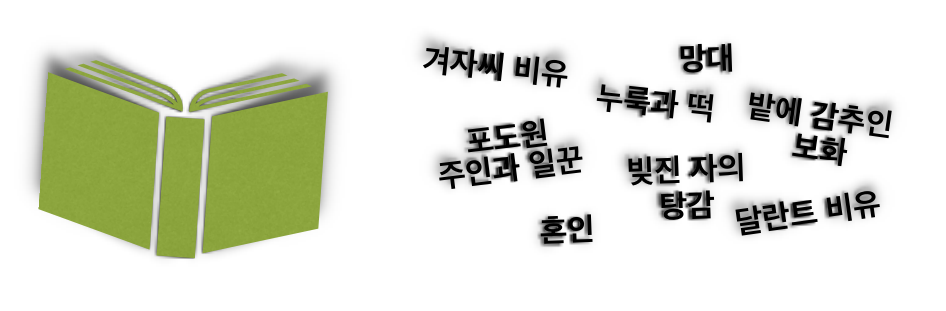 겨자씨 비유
망대
누룩과 떡
밭에 감추인
보화
포도원
주인과 일꾼
빚진 자의
탕감
달란트 비유
혼인